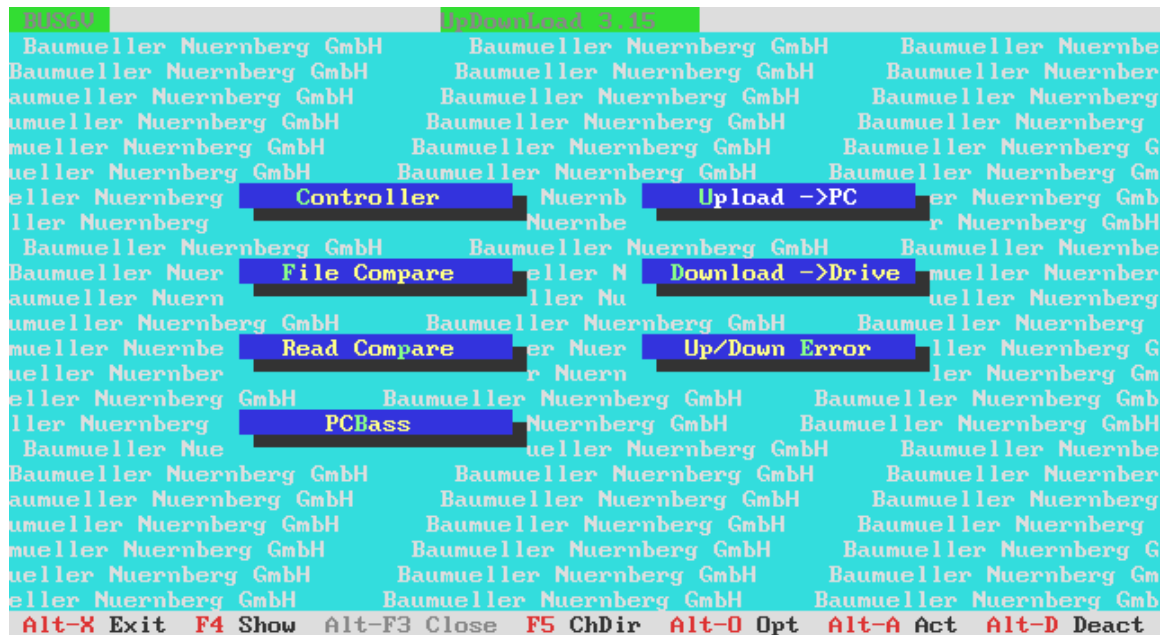 BUS6V UpDownLoad 3.15
Baumueller Nuernberg GmbH Baumueller Nuernberg GmbH Baumueller Nuernbe
Baumueller Nuernberg GmbH Baumueller Nuernberg GmbH Baumueller Nuernber
aumueller Nuernberg GmbH Baumueller Nuernberg GmbH Baumueller Nuernberg
umueller Nuernberg GmbH Baumueller Nuernberg GmbH Baumueller Nuernberg
mueller Nuernberg GmbH Baumueller Nuernberg GmbH Baumueller Nuernberg G
ueller Nuernberg GmbH Baumueller Nuernberg GmbH Baumueller Nuernberg Gm
eller Nuernberg Controller Nuernb Upload ->PC er Nuernberg Gmb
ller Nuernberg Nuernbe r Nuernberg GmbH
Baumueller Nuernberg GmbH Baumueller Nuernberg GmbH Baumueller Nuernbe
Baumueller Nuer File Compare eller N Download ->Drive mueller Nuernber
aumueller Nuern ller Nu ueller Nuernberg
umueller Nuernberg GmbH Baumueller Nuernberg GmbH Baumueller Nuernberg
mueller Nuernbe Read Compare er Nuer Up/Down Error ller Nuernberg G
ueller Nuernber r Nuern ler Nuernberg Gm
eller Nuernberg GmbH Baumueller Nuernberg GmbH Baumueller Nuernberg Gmb
ller Nuernberg PCBass Nuernberg GmbH Baumueller Nuernberg GmbH
Baumueller Nue ueller Nuernberg GmbH Baumueller Nuernbe
Baumueller Nuernberg GmbH Baumueller Nuernberg GmbH Baumueller Nuernber
aumueller Nuernberg GmbH Baumueller Nuernberg GmbH Baumueller Nuernberg
umueller Nuernberg GmbH Baumueller Nuernberg GmbH Baumueller Nuernberg
mueller Nuernberg GmbH Baumueller Nuernberg GmbH Baumueller Nuernberg G
ueller Nuernberg GmbH Baumueller Nuernberg GmbH Baumueller Nuernberg Gm
eller Nuernberg GmbH Baumueller Nuernberg GmbH Baumueller Nuernberg Gmb
Alt-X Exit F4 Show Alt-F3 Close F5 ChDir Alt-O Opt Alt-A Act Alt-D Deact